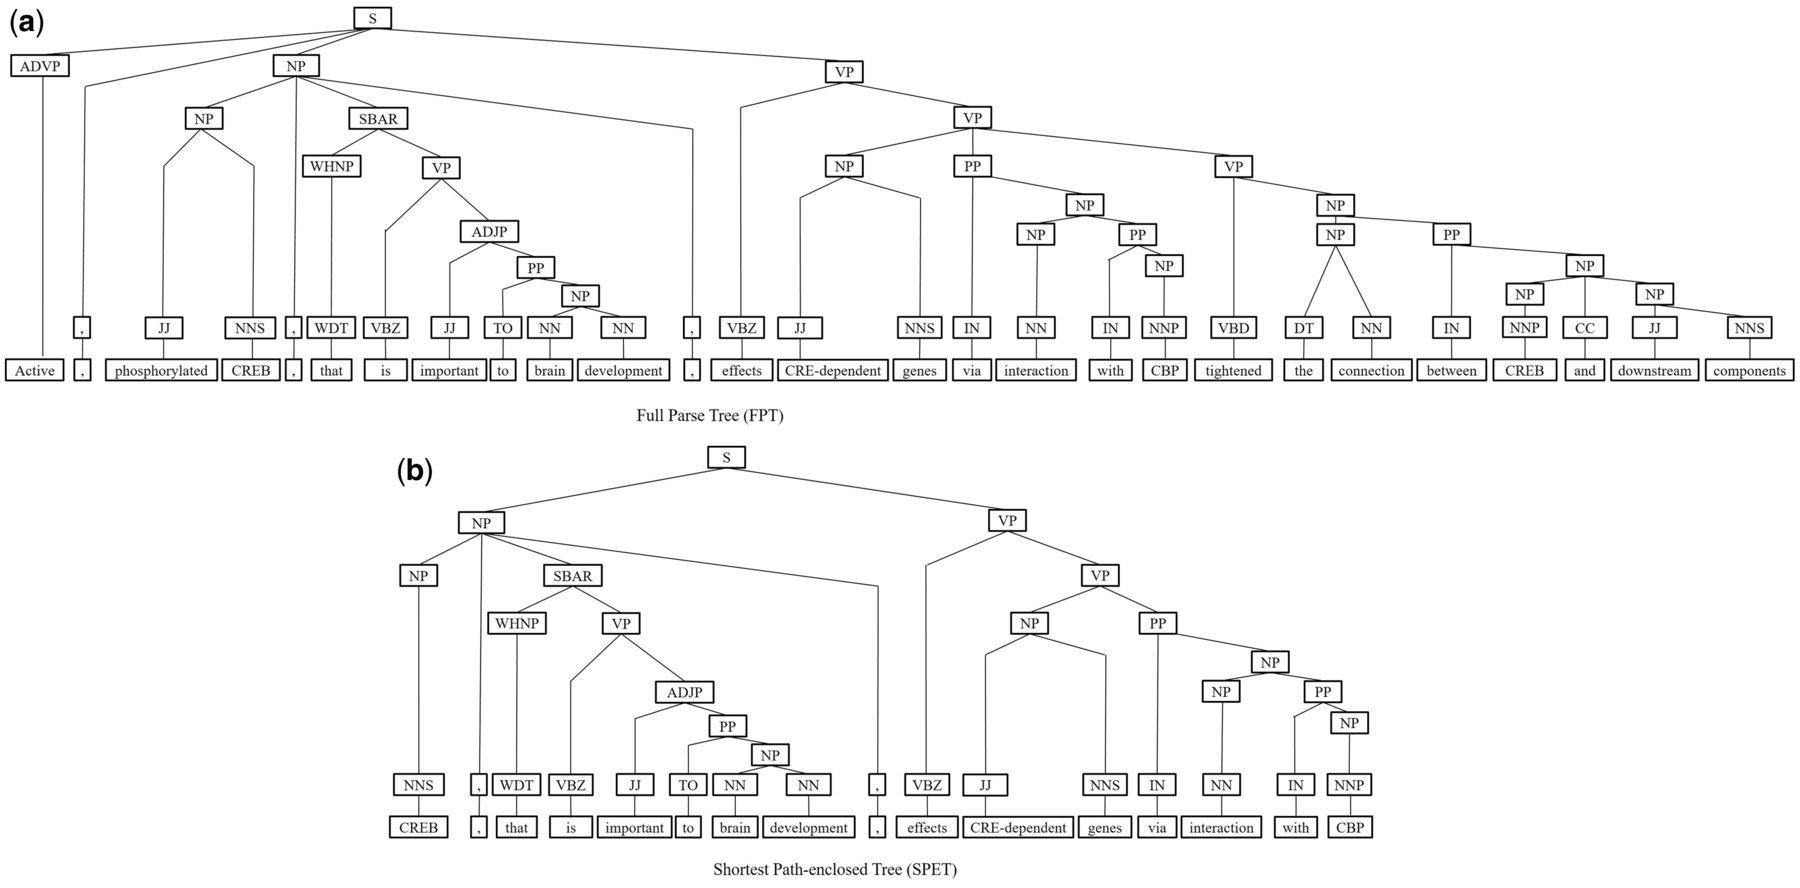 (a)
S
ADVP NP VP
NP SBAR VP
WHNP VP NP PP VP
NP NP
ADJP NP PP NP PP
PP NP NP
NP NP NP
, JJ NNS , WDT VBZ JJ TO NN NN , VBZ JJ NNS IN NN IN NNP VBD DT NN IN NNP CC JJ NNS
Active , phosphorylated CREB , that is important to brain development , effects CRE-dependent genes via interaction with CBP tightened the connection between CREB and downstream components
Full Parse Tree (FPT)
(b)
S
NP VP
NP SBAR VP
WHNP VP NP PP
NP
ADJP NP PP
PP NP
NP
NNS , WDT VBZ JJ TO NN NN , VBZ JJ NNS IN NN IN NNP
CREB , that is important to brain development , effects CRE-dependent genes via interaction with CBP
Shortest Path-enclosed Tree (SPET)